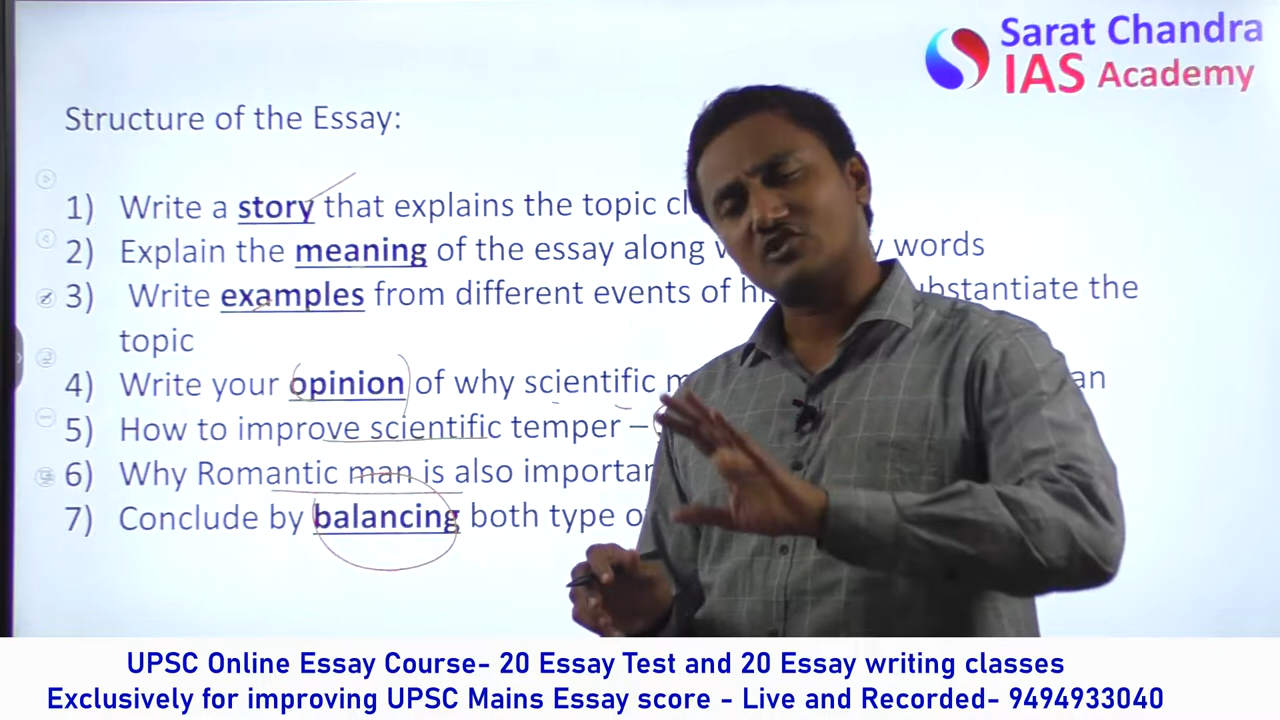 Sarat Chandra
IAS Academy
Structure of the Essay:
1) Write a story that explains the topic
2) Explain the meaning of the essay along words
3) Write examples from different events of substantiate the
topic
4) Write your opinion of why scientific
5) How to improve scientific temper –
6) Why Romantic man is also
7) Conclude by balancing both type
UPSC Online Essay Course- 20 Essay Test and 20 Essay writing classes
Exclusively for improving UPSC Mains Essay score - Live and Recorded- 9494933040